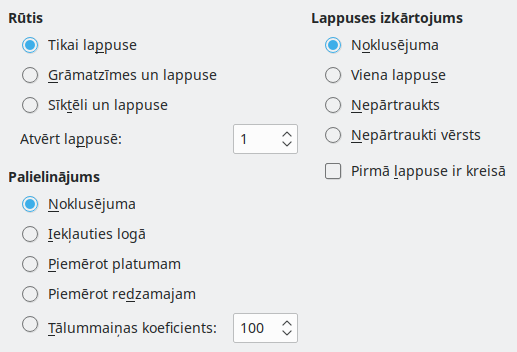 Rūtis
Tikai lappuse
Grāmatzīmes un lappuse
Sīktēli un lappuse
Atvērt lappusē:
1
Palielinājums
Noklusējuma
Iekļauties logā
Piemērot platumam
Piemērot redzamajam
Tālummaiņas koeficients:
100
Lappuses izkārtojums
Noklusējuma
Viena lappuse
Nepārtraukts
Nepārtraukti vērsts
Pirmā lappuse ir kreisā